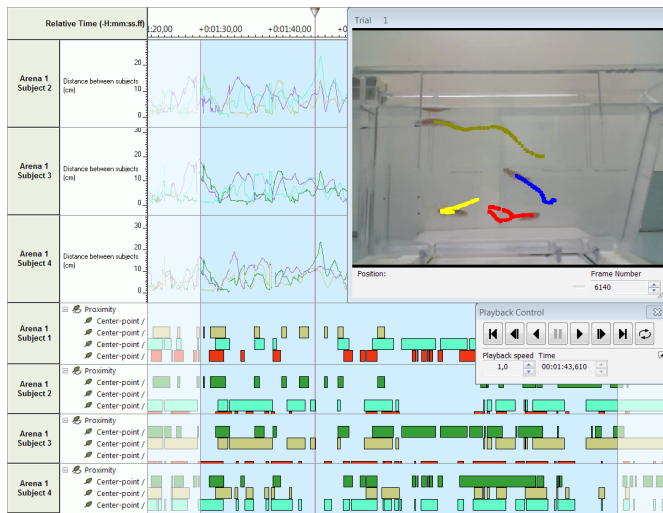 Relative Time (-H:mm:ss.ff)
1:20,00 +0:01:30,00 +0:01:40,00 +0
Trial 1
Arena 1
Subject 2
Distance between subjects
(cm)
20
10
0
Arena 1
Subject 3
Distance between subjects
(cm)
30
20
10
0
Arena 1
Subject 4
Distance between subjects
(cm)
20
10
0
Position:
Frame Number
6140
Arena 1
Subject 1
Proximity
Center-point /
Center-point /
Center-point /
Playback Control
Playback speed Time
1,0 00:01:43,610
Arena 1
Subject 2
Proximity
Center-point /
Center-point /
Center-point /
Arena 1
Subject 3
Proximity
Center-point /
Center-point /
Center-point /
Arena 1
Subject 4
Proximity
Center-point /
Center-point /
Center-point /